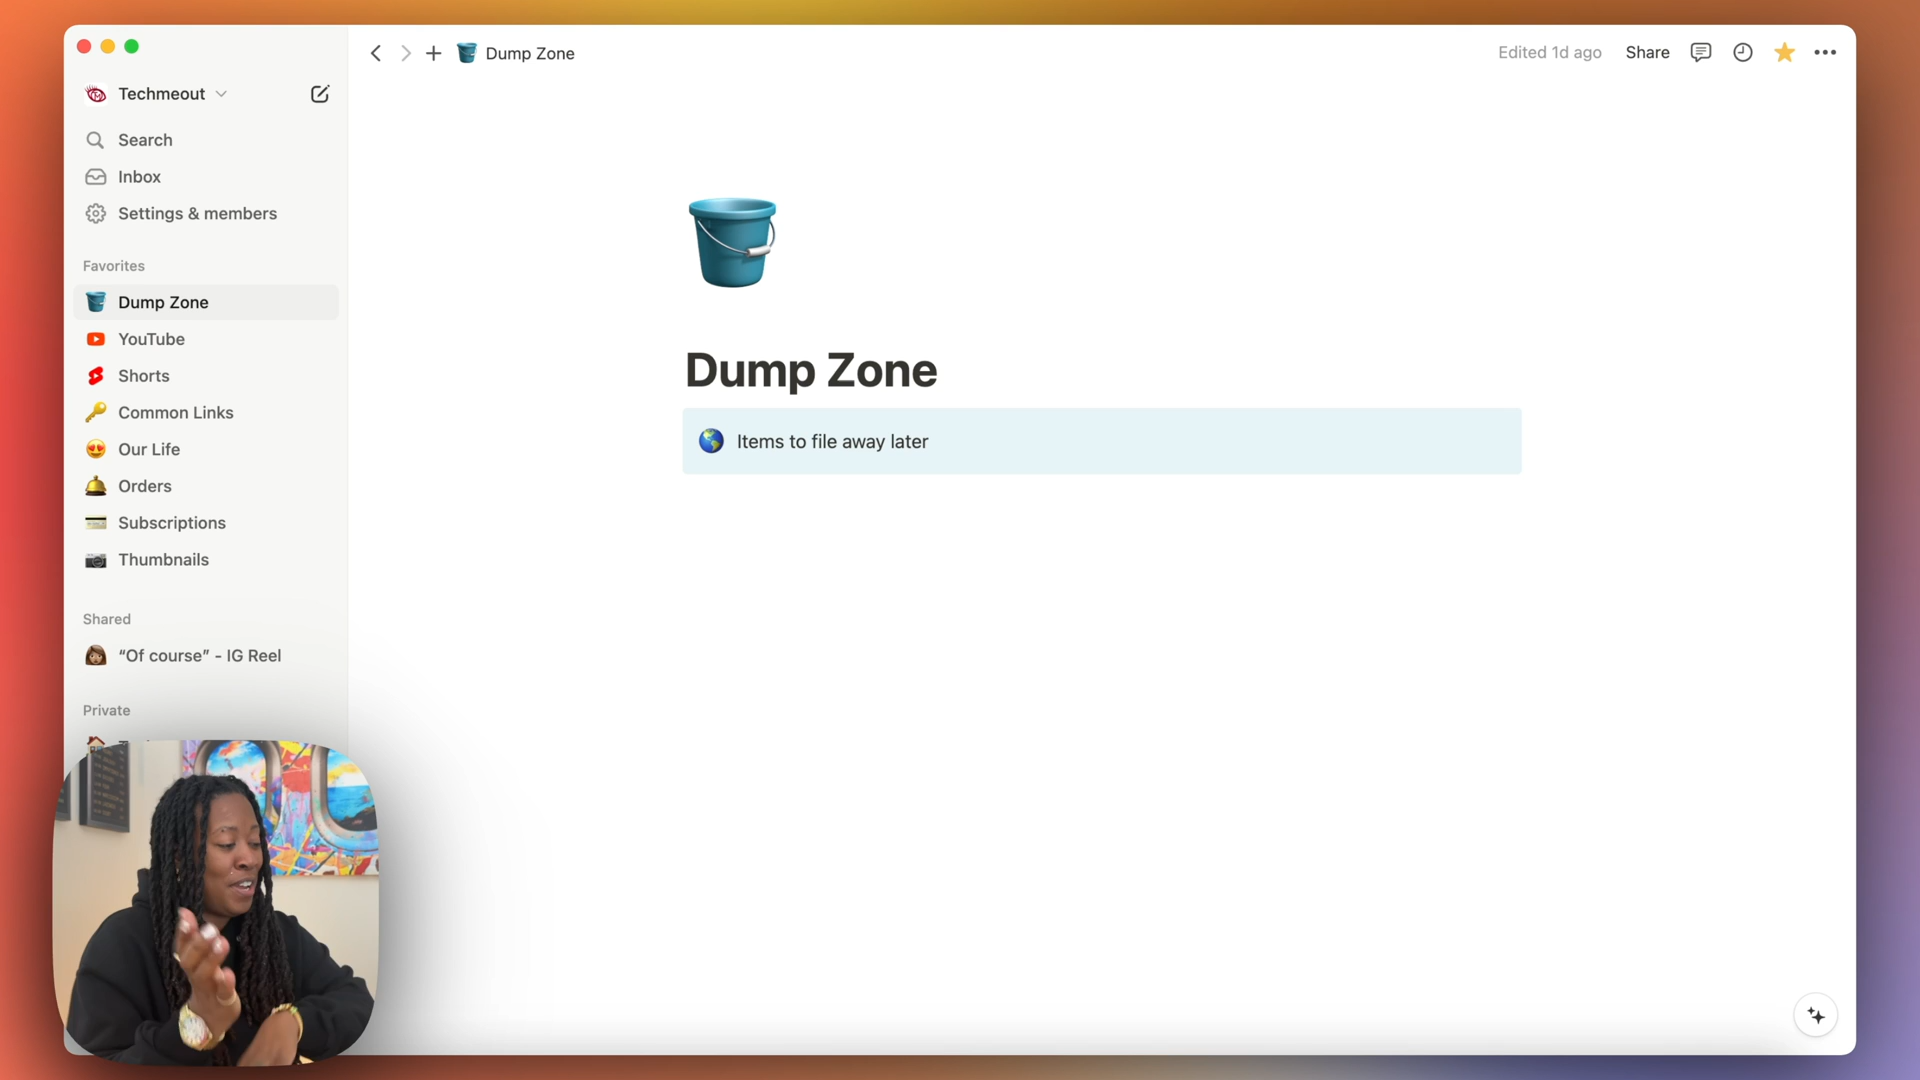 Techmeout
Search
Inbox
Settings & members
Favorites
Dump Zone
YouTube
Shorts
Common Links
Our Life
Orders
Subscriptions
Thumbnails
Shared
“Of course” - IG Reel
Private
Dump Zone
Edited 1d ago
Share
Dump Zone
Items to file away later